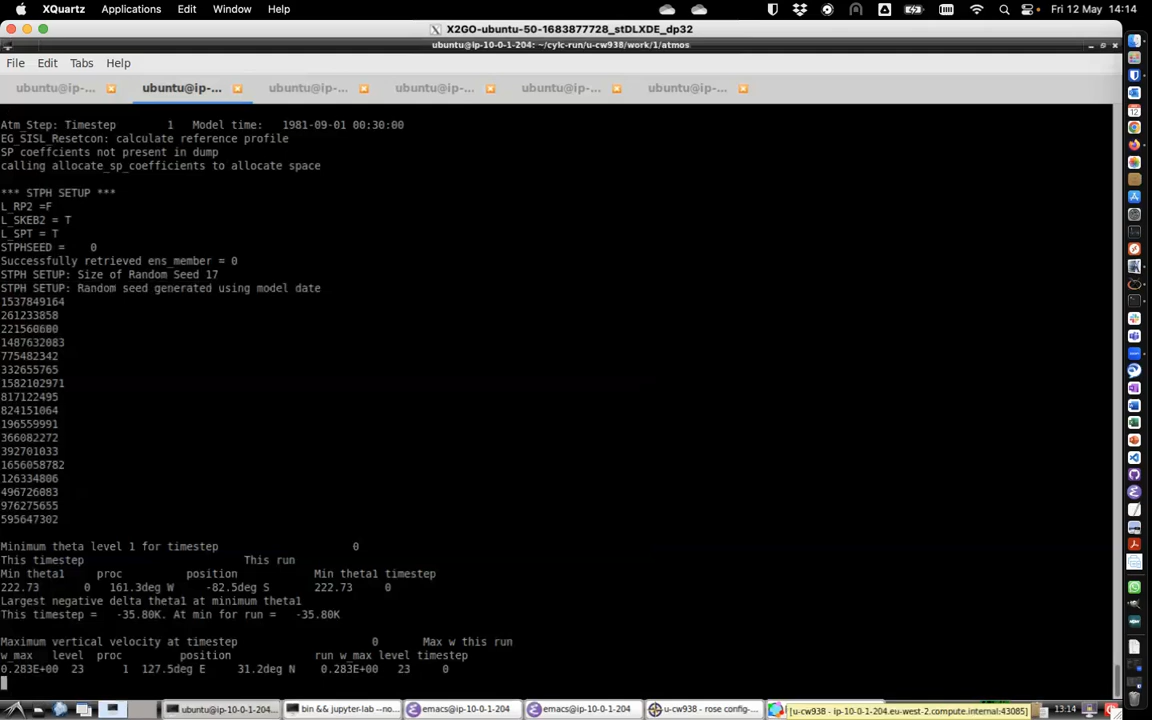 XQuartz Applications Edit Window Help Fri 12 May 14:14
X2GO-ubuntu-50-1683877728_stDLXDE_dp32
ubuntu@ip-10-0-1-204: ~/cylc-run/u-cw938/work/1/atmos
File Edit Tabs Help
ubuntu@ip-... ubuntu@ip-... ubuntu@ip-... ubuntu@ip-... ubuntu@ip-... ubuntu@ip-...
Atm_Step: Timestep 1 Model time: 1981-09-01 00:30:00
EG_SISL_Resetcon: calculate reference profile
SP coeffcients not present in dump
calling allocate_sp_coefficients to allocate space
*** STPH SETUP ***
L_RP2 =F
L_SKEB2 = T
L_SPT = T
STPHSEED = 0
Successfully retrieved ens_member = 0
STPH SETUP: Size of Random Seed 17
STPH SETUP: Random seed generated using model date
1537849164
261233858
221560680
1487632083
775482342
332655765
1582102971
817122495
824151064
196559991
366082272
392701033
1656058782
126334806
496726083
976275655
595647302
Minimum theta level 1 for timestep 0
This timestep This run
Min theta1 proc position Min theta1 timestep
222.73 0 161.3deg W -82.5deg S 222.73 0
Largest negative delta theta1 at minimum theta1
This timestep = -35.80K. At min for run = -35.80K
Maximum vertical velocity at timestep 0 Max w this run
w_max level proc position run w_max level timestep
0.283E+00 23 1 127.5deg E 31.2deg N 0.283E+00 23 0
ubuntu@ip-10-0-1-204... bin && jupyter-lab --no... emacs@ip-10-0-1-204 emacs@ip-10-0-1-204 u-cw938 - rose config-... [u-cw938 - ip-10-0-1-204.eu-west-2.compute.internal:43085] 13:14